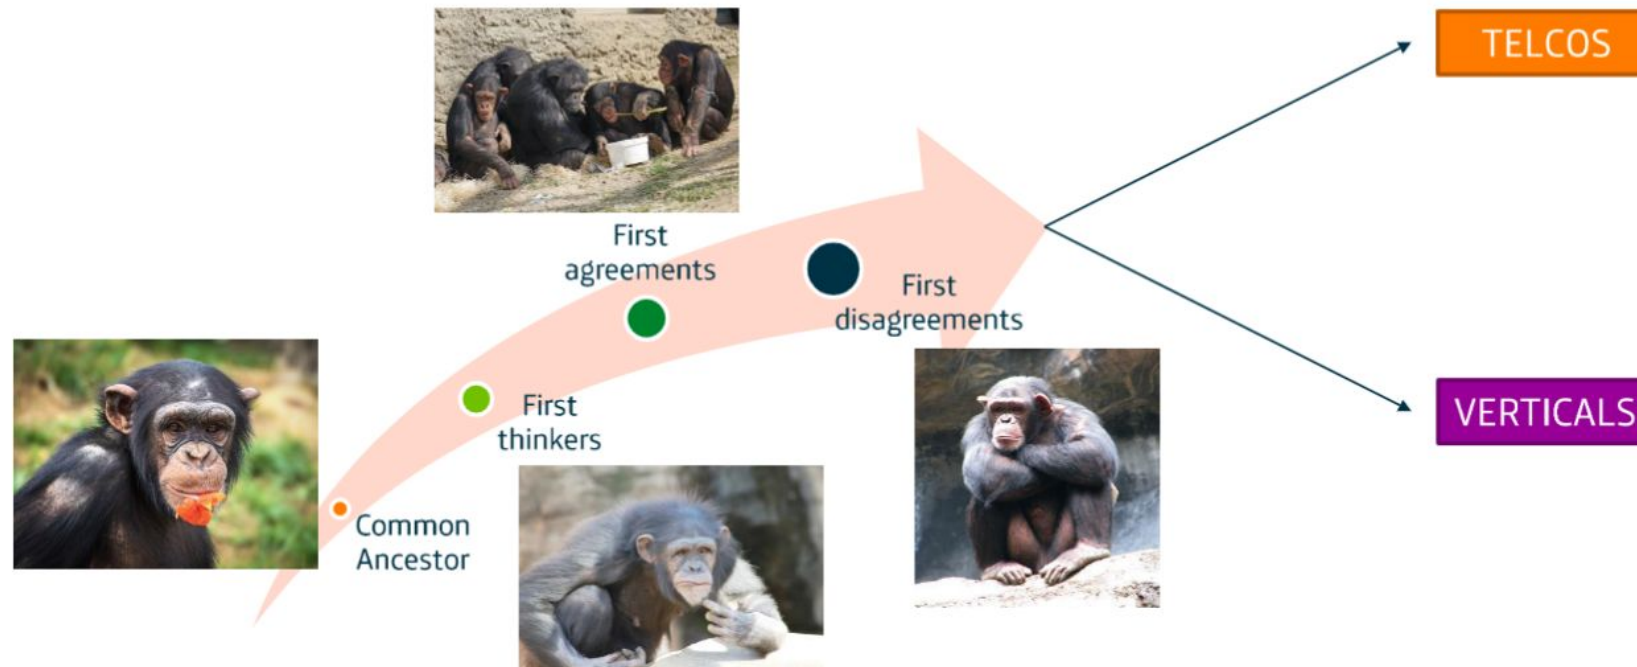 TELCOS
First
agreements
First
disagreements
First
thinkers
VERTICALS
Common
Ancestor